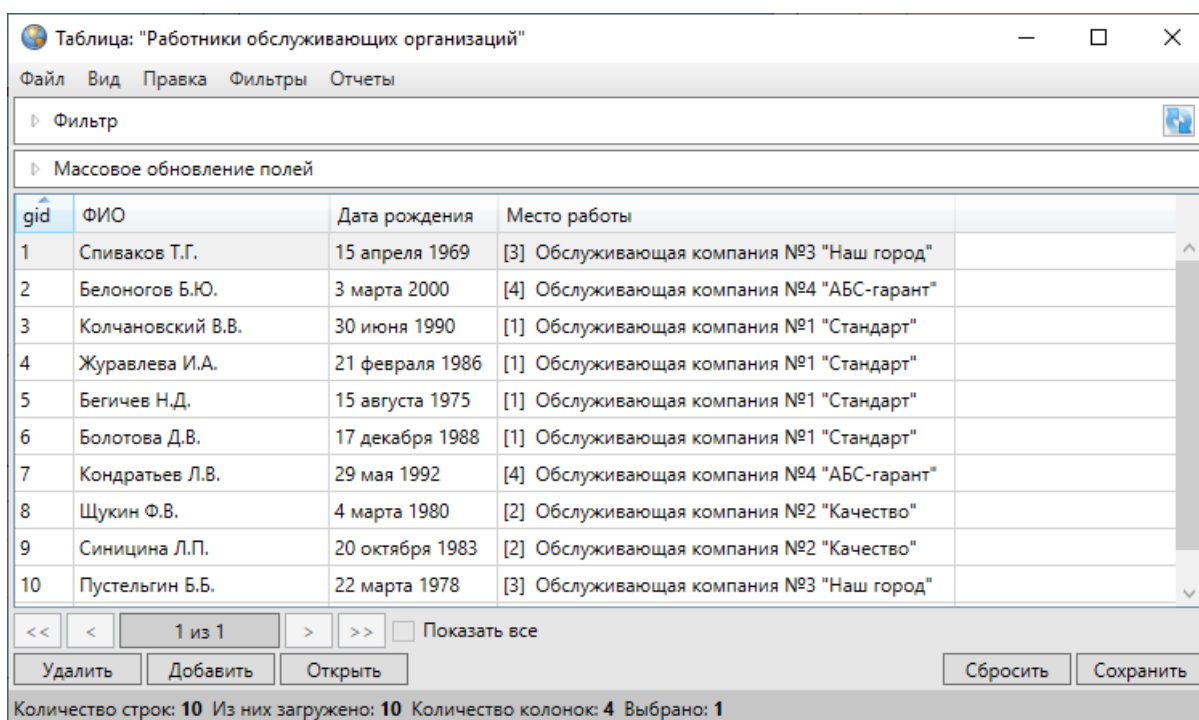 Таблица: "Работники обслуживающих организаций"
Файл Вид Правка Фильтры Отчеты
Фильтр
Массовое обновление полей
gid ФИО Дата рождения Место работы
1 Спиваков Т.Г. 15 апреля 1969 [3] Обслуживающая компания №3 "Наш город"
2 Белоногов Б.Ю. 3 марта 2000 [4] Обслуживающая компания №4 "АБС-гарант"
3 Колчановский В.В. 30 июня 1990 [1] Обслуживающая компания №1 "Стандарт"
4 Журавлева И.А. 21 февраля 1986 [1] Обслуживающая компания №1 "Стандарт"
5 Бегичев Н.Д. 15 августа 1975 [1] Обслуживающая компания №1 "Стандарт"
6 Болотова Д.В. 17 декабря 1988 [1] Обслуживающая компания №1 "Стандарт"
7 Кондратьев Л.В. 29 мая 1992 [4] Обслуживающая компания №4 "АБС-гарант"
8 Щукин Ф.В. 4 марта 1980 [2] Обслуживающая компания №2 "Качество"
9 Синицина Л.П. 20 октября 1983 [2] Обслуживающая компания №2 "Качество"
10 Пустельгин Б.Б. 22 марта 1978 [3] Обслуживающая компания №3 "Наш город"
<< < 1 из 1 > >> Показать все
Удалить Добавить Открыть Сбросить Сохранить
Количество строк: 10 Из них загружено: 10 Количество колонок: 4 Выбрано: 1